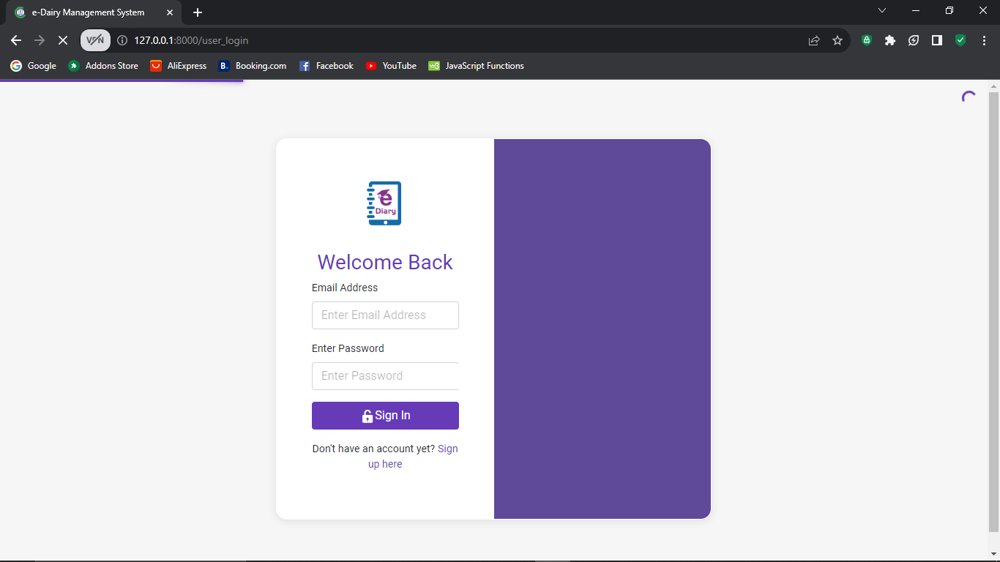 e-Dairy Management System
VPN
127.0.0.1:8000/user_login
Google
Addons Store
AliExpress
B.
Booking.com
Facebook
YouTube
JavaScript Functions
e
Diary
Welcome Back
Email Address
Enter Email Address
Enter Password
Enter Password
Sign In
Don't have an account yet? Sign
up here